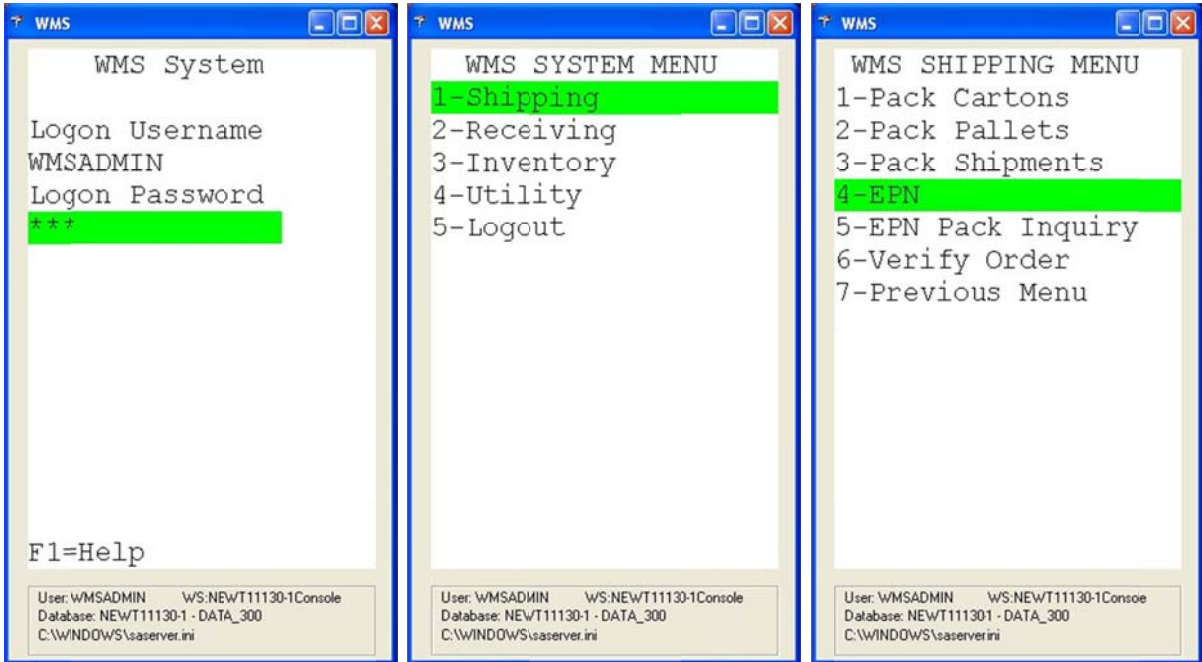 WMS
WMS System
Logon Username
WMSADMIN
Logon Password
***
F1=Help
User: WMSADMIN WS:NEWT11130-1Console
Database: NEWT11130-1 - DATA_300
C:\WINDOWS\saserver.ini
WMS
WMS SYSTEM MENU
1-Shipping
2-Receiving
3-Inventory
4-Utility
5-Logout
User: WMSADMIN WS:NEWT11130-1Console
Database: NEWT11130-1 - DATA_300
C:\WINDOWS\saserver.ini
WMS
WMS SHIPPING MENU
1-Pack Cartons
2-Pack Pallets
3-Pack Shipments
4-EPN
5-EPN Pack Inquiry
6-Verify Order
7-Previous Menu
User: WMSADMIN WS:NEWT11130-1Consoe
Database: NEWT111301 - DATA_300
C:\WINDOWS\saserverini